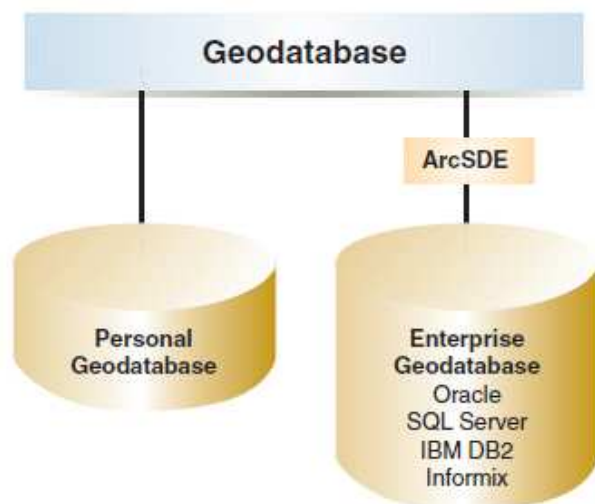 Geodatabase
ArcSDE
Personal
Geodatabase
Enterprise
Geodatabase
Oracle
SQL Server
IBM DB2
Informix